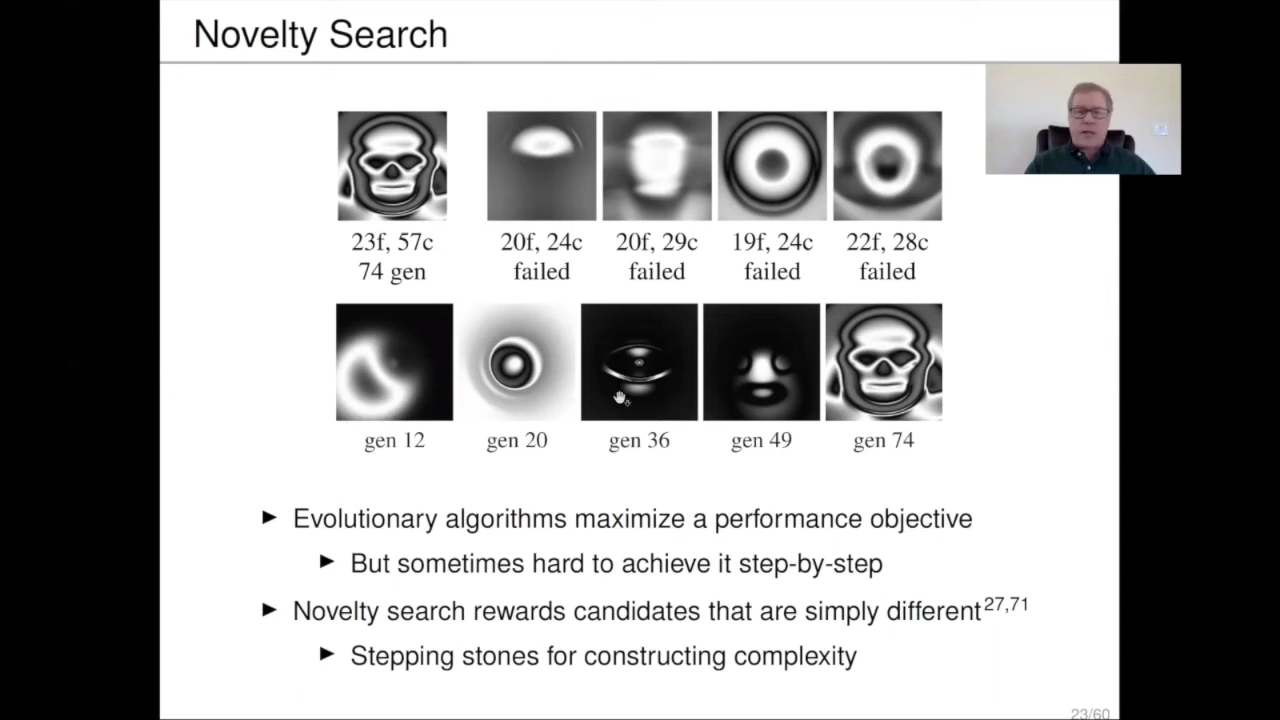 Novelty Search
23f, 57c 20f, 24c 20f, 29c 19f, 24c 22f, 28c
74 gen failed failed failed failed
gen 12 gen 20 gen 36 gen 49 gen 74
► Evolutionary algorithms maximize a performance objective
► But sometimes hard to achieve it step-by-step
► Novelty search rewards candidates that are simply different27,71
► Stepping stones for constructing complexity
23/60